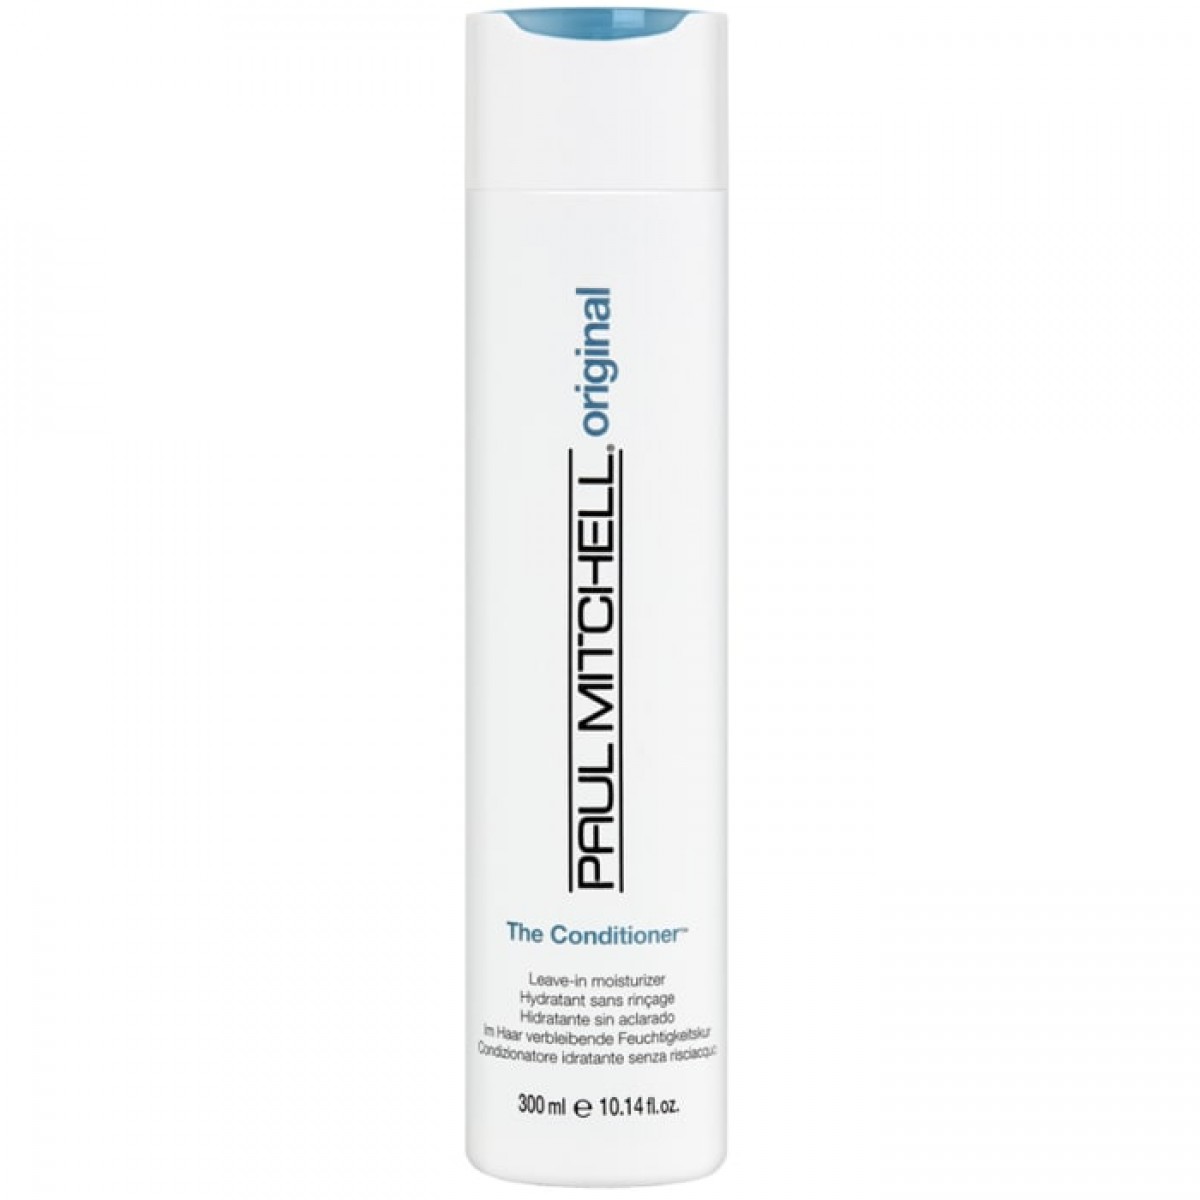 PAUL MITCHELL® original
The Conditioner™
Leave-in moisturizer
Hydratant sans rinçage
Hidratante sin aclarado
Im Haar verbleibende Feuchtigkeitskur
Condizionatore idratante senza risciacquo
300 ml ℮ 10.14 fl.oz.